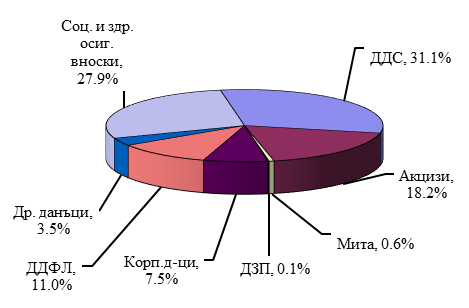 Соц. и здр.
осиг.
вноски,
27.9%
ДДС, 31.1%
Акцизи,
18.2%
Мита, 0.6%
ДЗП, 0.1%
Корп.д-ци,
7.5%
ДДФЛ,
11.0%
Др. данъци,
3.5%